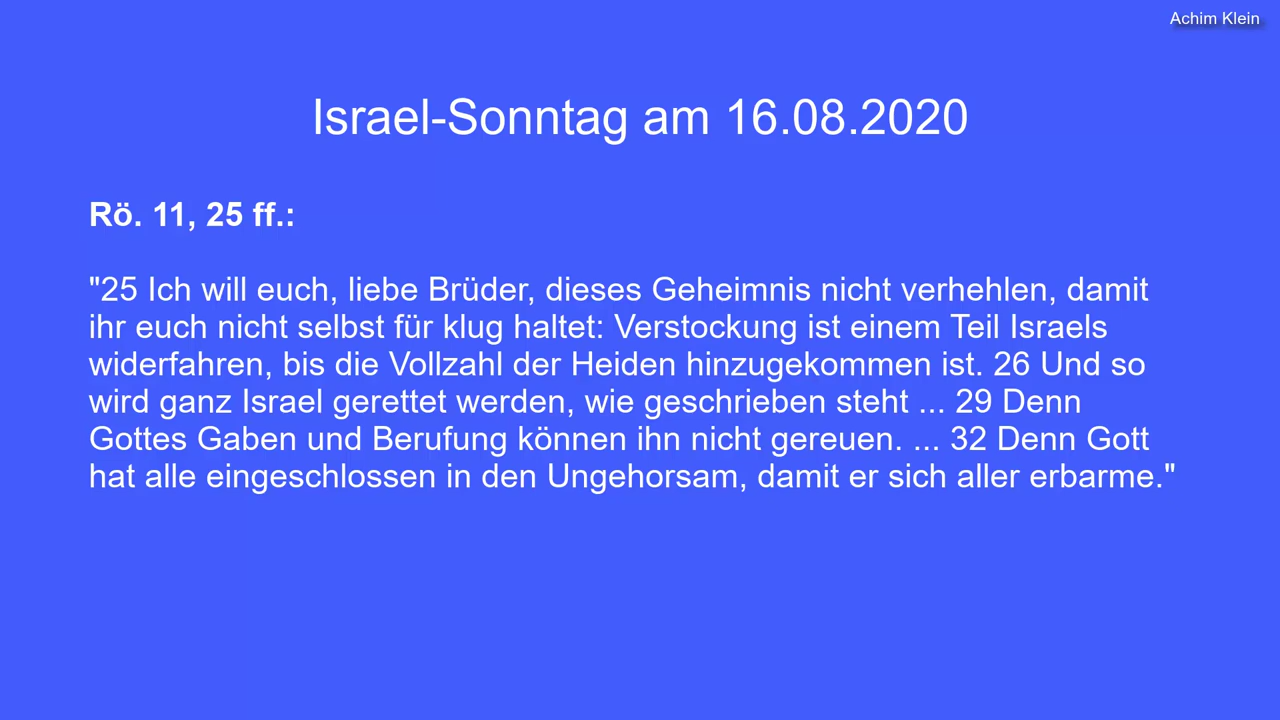 Achim Klein
Israel-Sonntag am 16.08.2020
Rö. 11, 25 ff.:
"25 Ich will euch, liebe Brüder, dieses Geheimnis nicht verhehlen, damit
ihr euch nicht selbst für klug haltet: Verstockung ist einem Teil Israels
widerfahren, bis die Vollzahl der Heiden hinzugekommen ist. 26 Und so
wird ganz Israel gerettet werden, wie geschrieben steht ... 29 Denn
Gottes Gaben und Berufung können ihn nicht gereuen. ... 32 Denn Gott
hat alle eingeschlossen in den Ungehorsam, damit er sich aller erbarme."